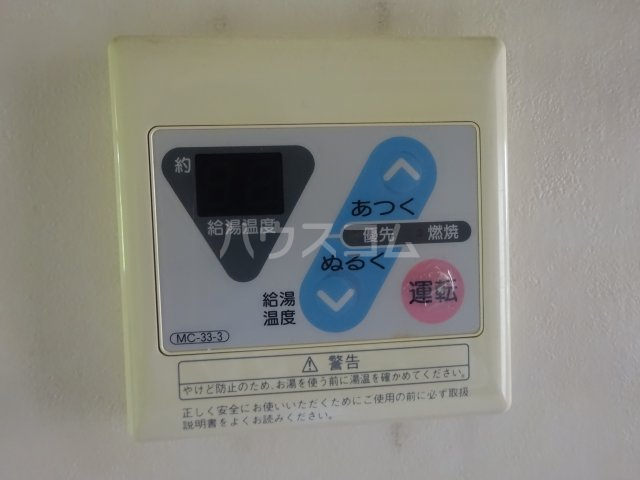 約
給湯温度
あつく
優先 燃焼
ぬるく
給湯
温度
運転
MC-33-3
ハウスコム
⚠ 警告
やけど防止のため、お湯を使う前に湯温を確かめてください。
正しく安全にお使いいただくためにご使用の前に必ず取扱
説明書をよくお読みください。